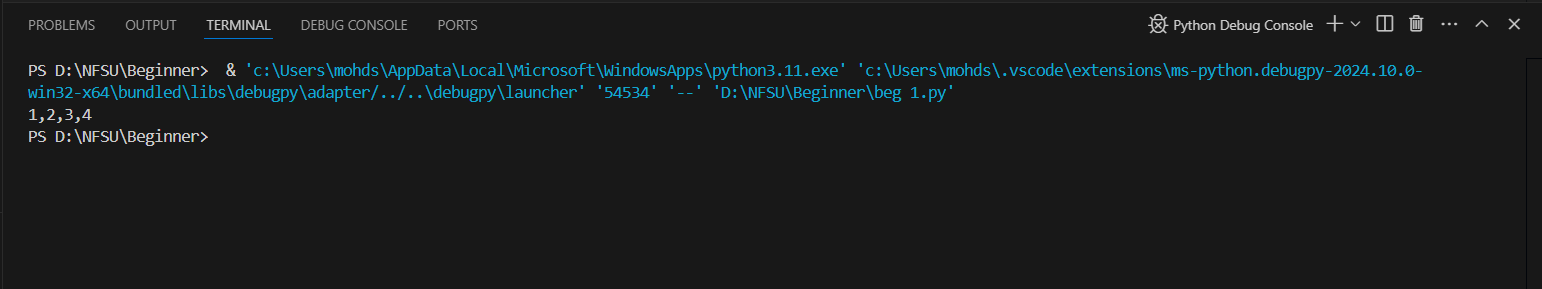 PROBLEMS OUTPUT TERMINAL DEBUG CONSOLE PORTS Python Debug Console
PS D:\NFSU\Beginner>  & 'c:\Users\mohds\AppData\Local\Microsoft\WindowsApps\python3.11.exe' 'c:\Users\mohds\.vscode\extensions\ms-python.debugpy-2024.10.0-
win32-x64\bundled\libs\debugpy\adapter/../..\debugpy\launcher' '54534' '--' 'D:\NFSU\Beginner\beg 1.py'
1,2,3,4
PS D:\NFSU\Beginner>